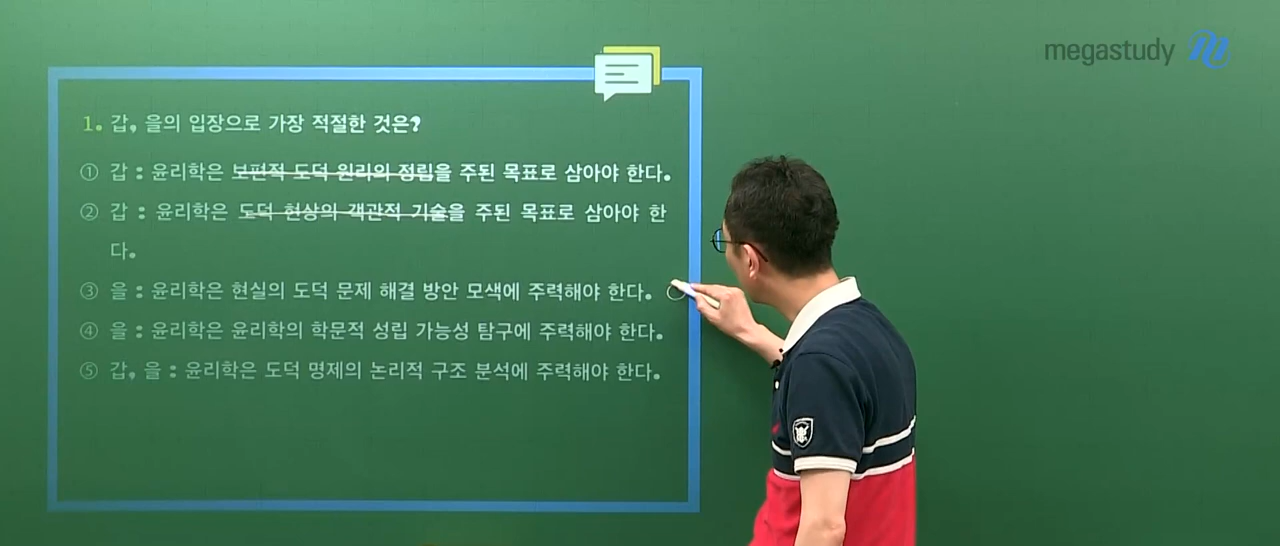 megastudy
1. 갑, 을의 입장으로 가장 적절한 것은?
① 갑 : 윤리학은 보편적 도덕 원리의 정립을 주된 목표로 삼아야 한다.
② 갑 : 윤리학은 도덕 현상의 객관적 기술을 주된 목표로 삼아야 한
다.
③ 을 : 윤리학은 현실의 도덕 문제 해결 방안 모색에 주력해야 한다.
④ 을 : 윤리학은 윤리학의 학문적 성립 가능성 탐구에 주력해야 한다.
⑤ 갑, 을 : 윤리학은 도덕 명제의 논리적 구조 분석에 주력해야 한다.